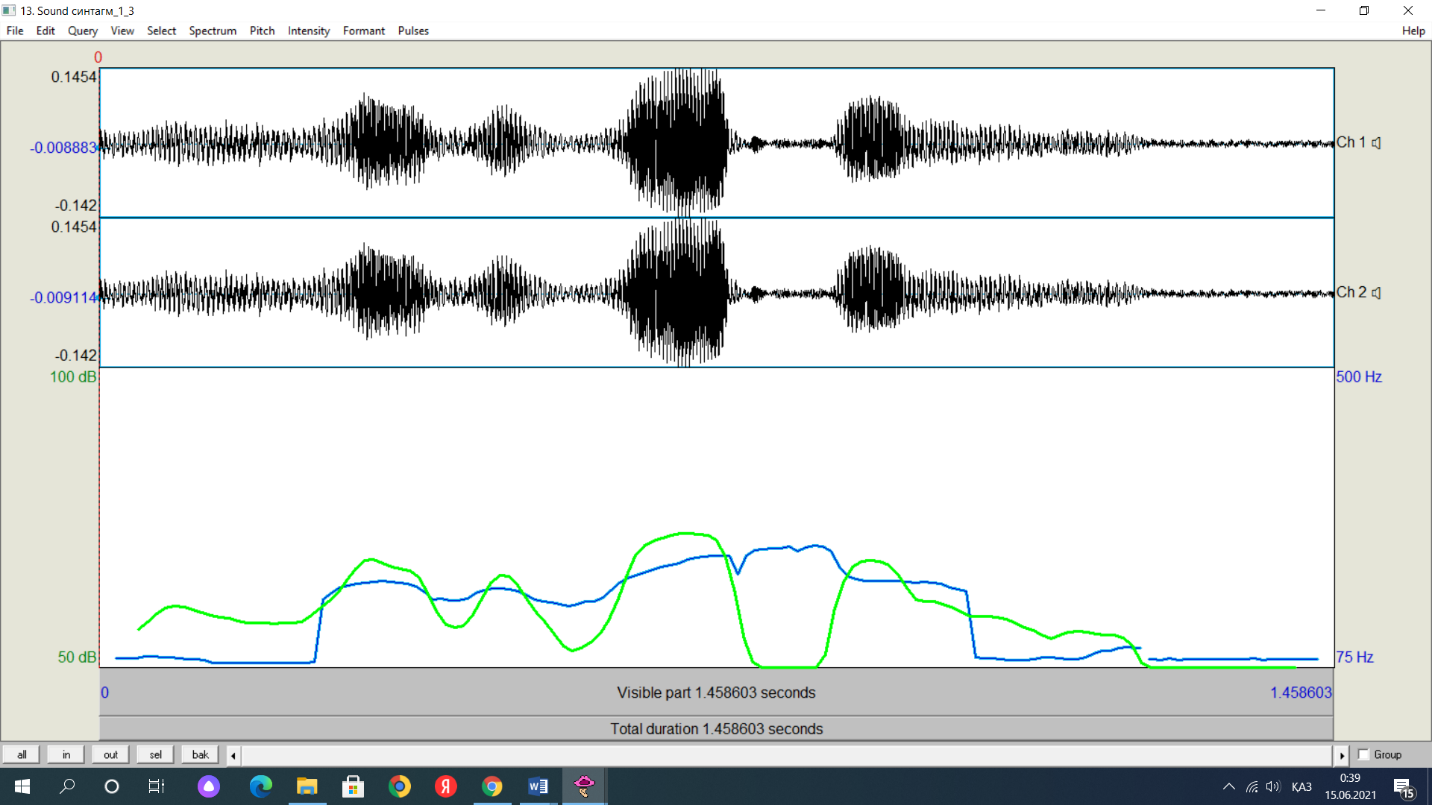 13. Sound синтагм_1_3
File Edit Query View Select Spectrum Pitch Intensity Formant Pulses Help
0
0.1454
-0.008883
Ch 1
-0.142
0.1454
-0.009114
Ch 2
-0.142
100 dB
500 Hz
50 dB
75 Hz
0 Visible part 1.458603 seconds 1.458603
Total duration 1.458603 seconds
all in out sel bak Group
ҚАЗ
0:39
15.06.2021
15